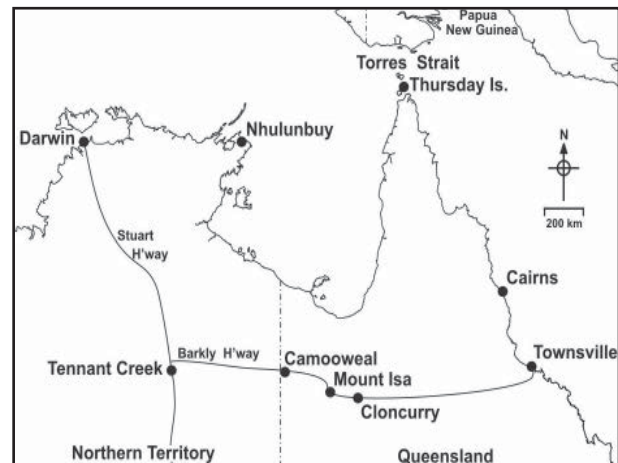 Papua
New Guinea
Torres Strait
Thursday Is.
Darwin
Nhulunbuy
N
200 km
Stuart
H'way
Cairns
Barkly H'way
Camooweal
Townsville
Tennant Creek
Mount Isa
Cloncurry
Northern Territory
Queensland